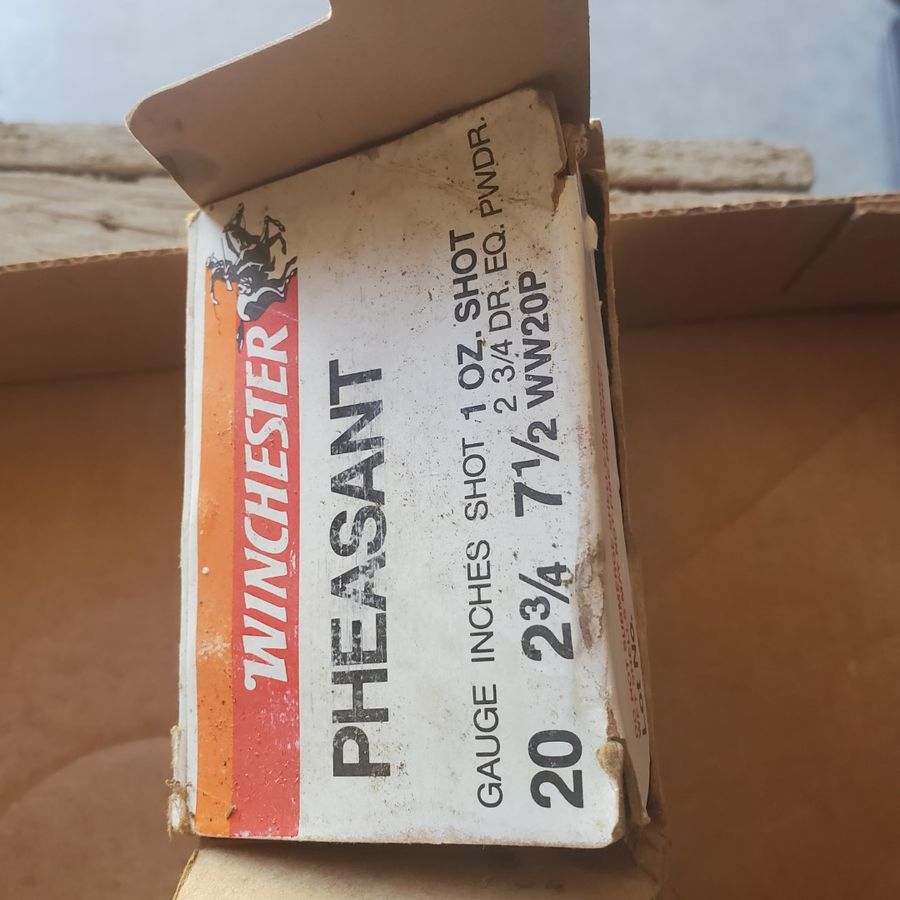 WINCHESTER
PHEASANT
GAUGE INCHES SHOT 1 OZ. SHOT
2 3/4 DR. EQ. PWDR.
20 2¾ 7½ WW20P